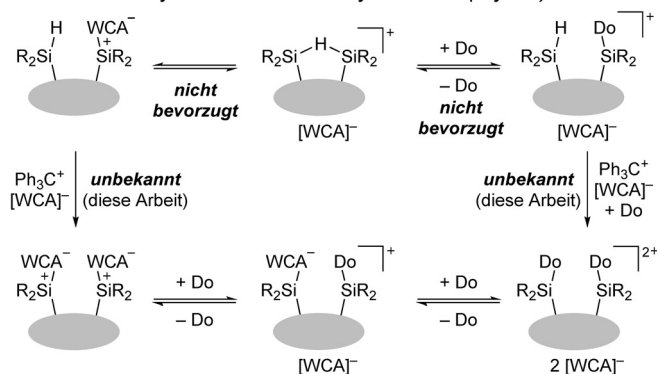 H WCA–
R2Si + SiR2
H
R2Si SiR2 +
[WCA]–
H Do
R2Si SiR2 +
[WCA]–
nicht
bevorzugt
+ Do
– Do
nicht
bevorzugt
Ph3C+
[WCA]–
unbekannt
(diese Arbeit)
unbekannt
(diese Arbeit)
Ph3C+
[WCA]–
+ Do
WCA– WCA–
+ +
R2Si SiR2
+ Do
– Do
WCA– Do
+
R2Si SiR2 +
[WCA]–
+ Do
– Do
Do Do
R2Si SiR2 2+
2 [WCA]–